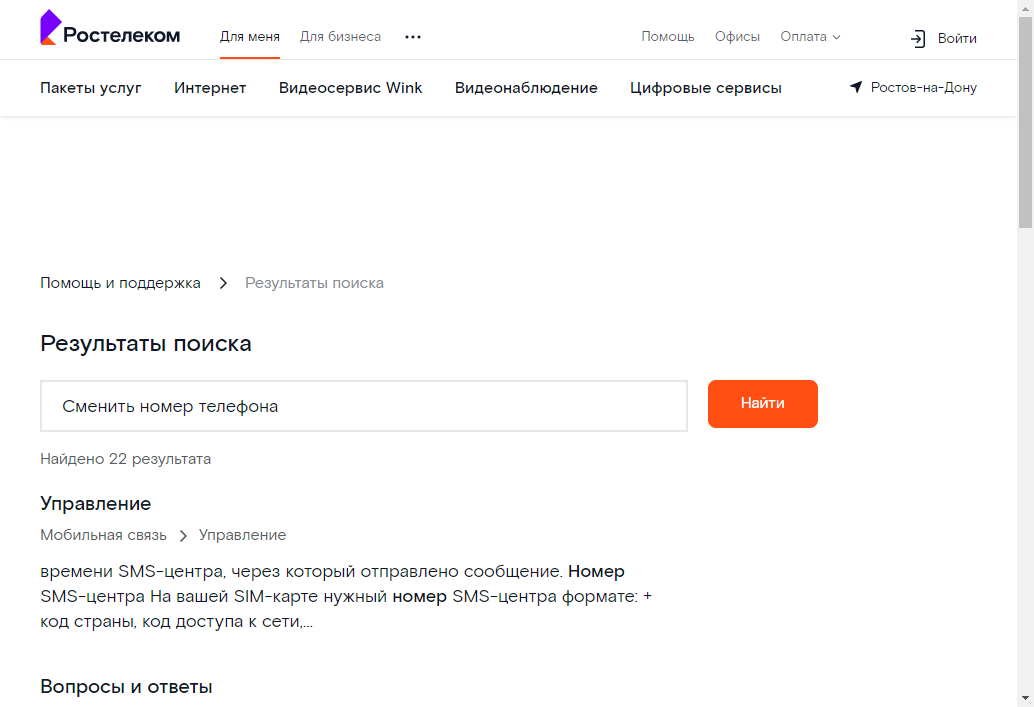 Ростелеком
Для меня
Для бизнеса
Помощь
Офисы
Оплата
Войти
Пакеты услуг
Интернет
Видеосервис Wink
Видеонаблюдение
Цифровые сервисы
Ростов-на-Дону
Помощь и поддержка
Результаты поиска
Результаты поиска
Сменить номер телефона
Найти
Найдено 22 результата
Управление
Мобильная связь
Управление
времени SMS-центра, через который отправлено сообщение. Номер
SMS-центра На вашей SIM-карте нужный номер SMS-центра формате: +
код страны, код доступа к сети,...
Вопросы и ответы